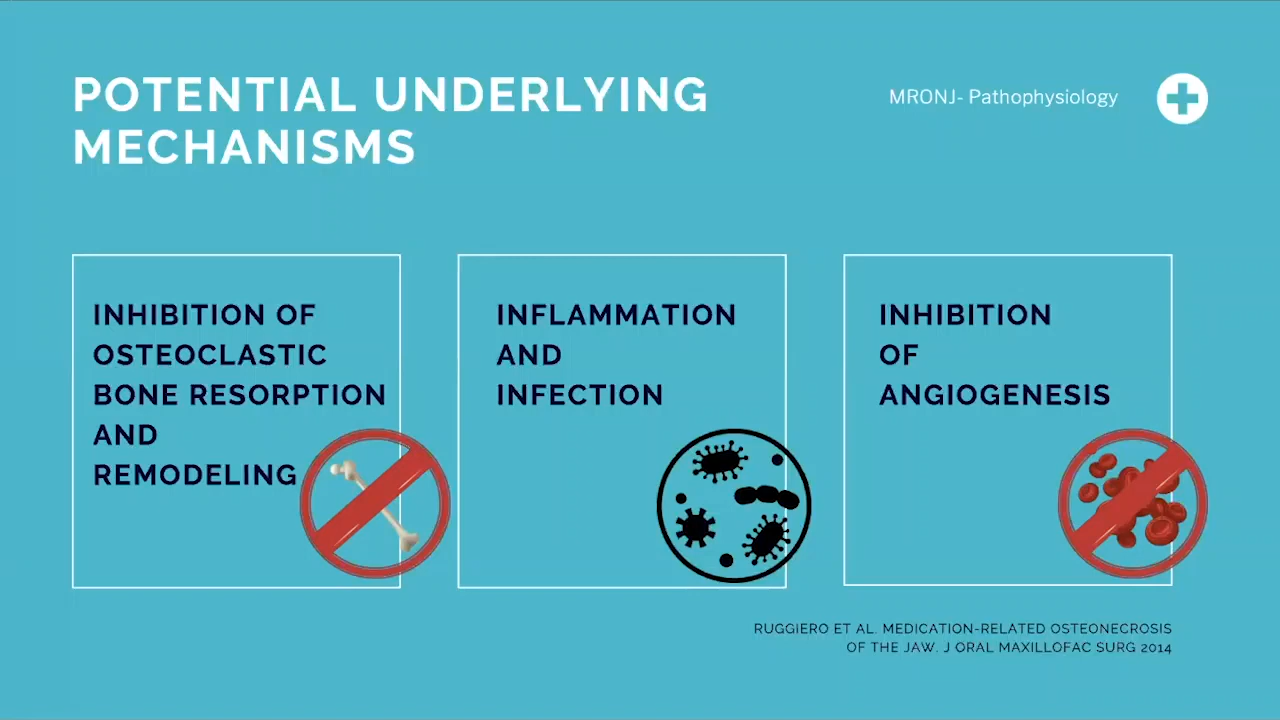 POTENTIAL UNDERLYING
MECHANISMS
MRONJ- Pathophysiology
INHIBITION OF
OSTEOCLASTIC
BONE RESORPTION
AND
REMODELING
INFLAMMATION
AND
INFECTION
INHIBITION
OF
ANGIOGENESIS
RUGGIERO ET AL. MEDICATION-RELATED OSTEONECROSIS
OF THE JAW. J ORAL MAXILLOFAC SURG 2014